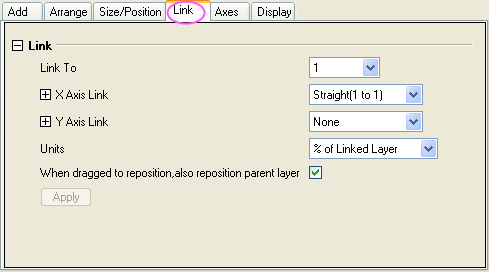 Add Arrange Size/Position Link Axes Display
Link
Link To 1
X Axis Link Straight(1 to 1)
Y Axis Link None
Units % of Linked Layer
When dragged to reposition,also reposition parent layer
Apply